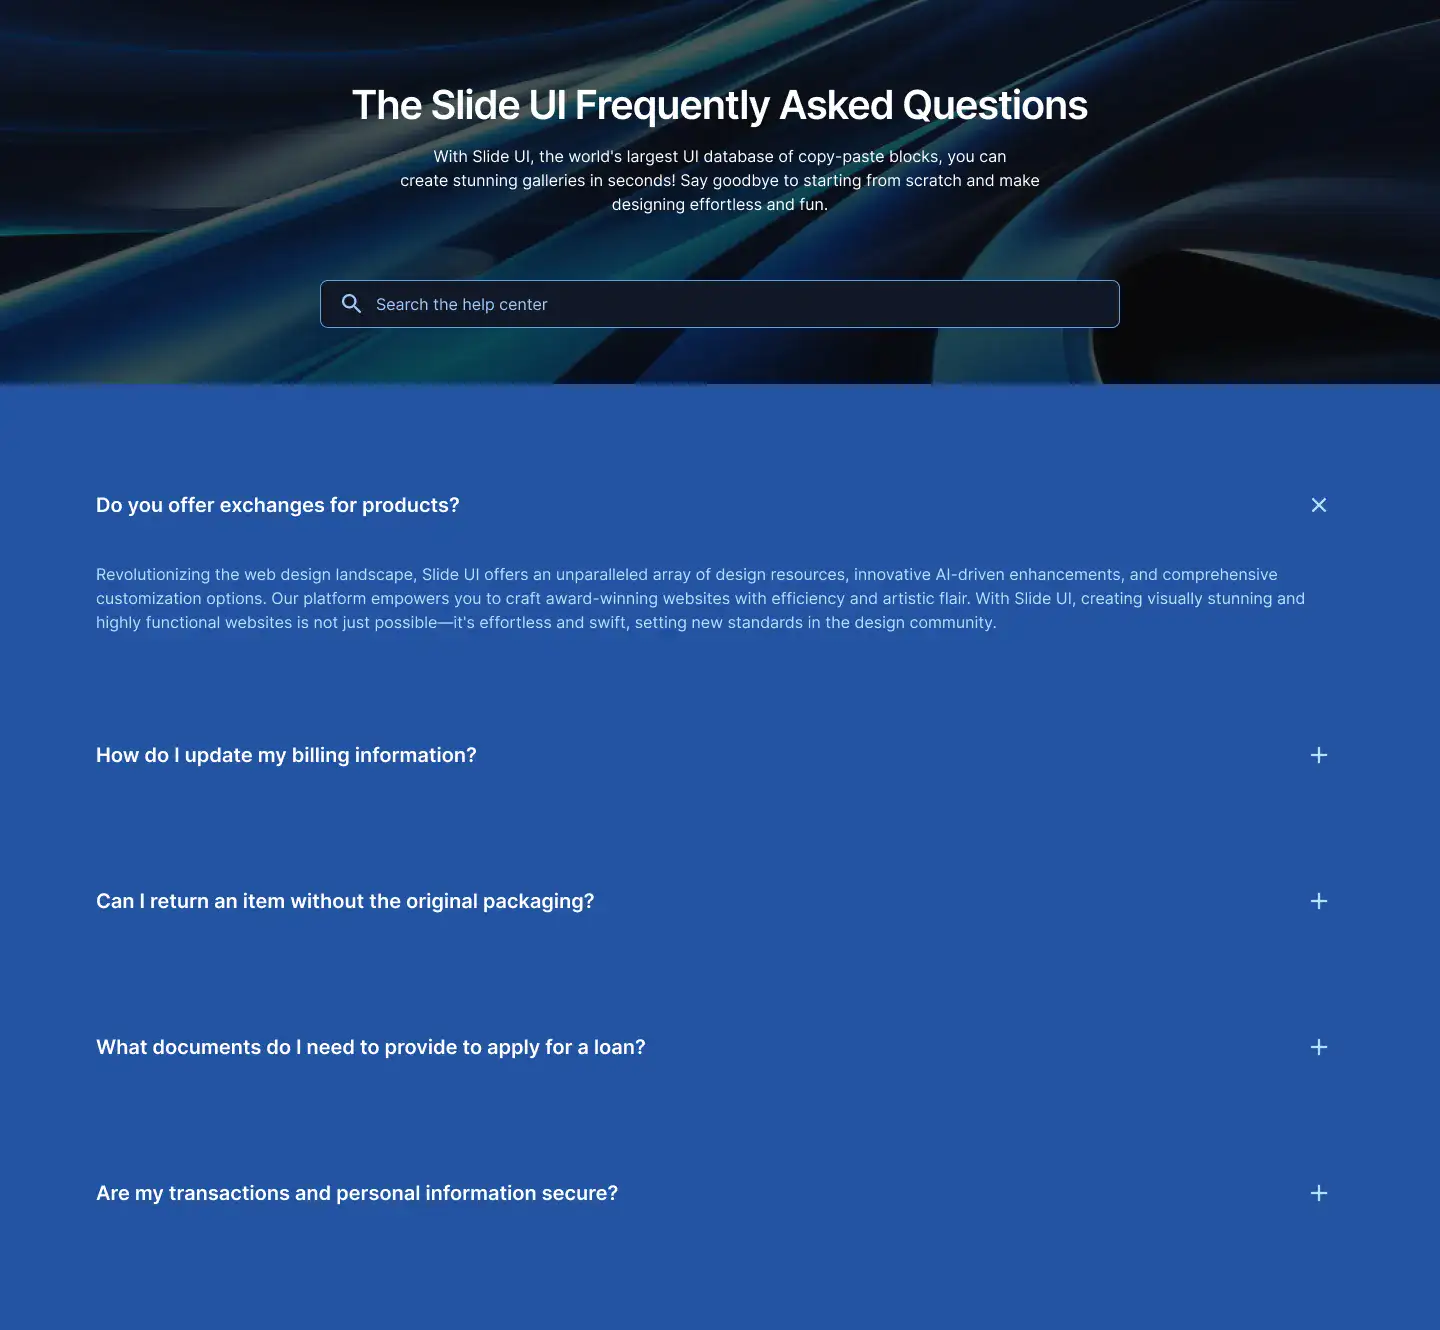 The Slide UI Frequently Asked Questions
With Slide UI, the world's largest UI database of copy-paste blocks, you can
create stunning galleries in seconds! Say goodbye to starting from scratch and make
designing effortless and fun.
Search the help center
Do you offer exchanges for products?
Revolutionizing the web design landscape, Slide UI offers an unparalleled array of design resources, innovative AI-driven enhancements, and comprehensive
customization options. Our platform empowers you to craft award-winning websites with efficiency and artistic flair. With Slide UI, creating visually stunning and
highly functional websites is not just possible—it's effortless and swift, setting new standards in the design community.
How do I update my billing information?
Can I return an item without the original packaging?
What documents do I need to provide to apply for a loan?
Are my transactions and personal information secure?